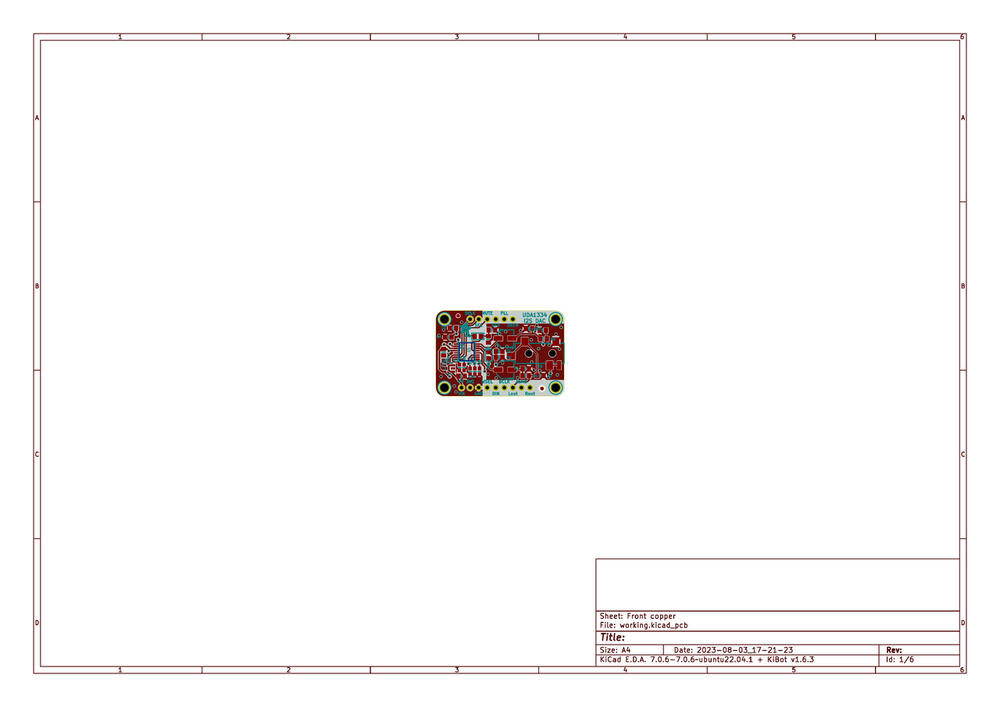 1 2 3 4 5 6
A A
UDA1334
I2S DAC
PLL
B B
DIN Lout Rout
C C
Sheet: Front copper
File: working.kicad_pcb
D D
Title:
Size: A4 Date: 2023-08-03_17-21-23 Rev:
KiCad E.D.A. 7.0.6-7.0.6-ubuntu22.04.1 + KiBot v1.6.3 Id: 1/6
1 2 3 4 5 6